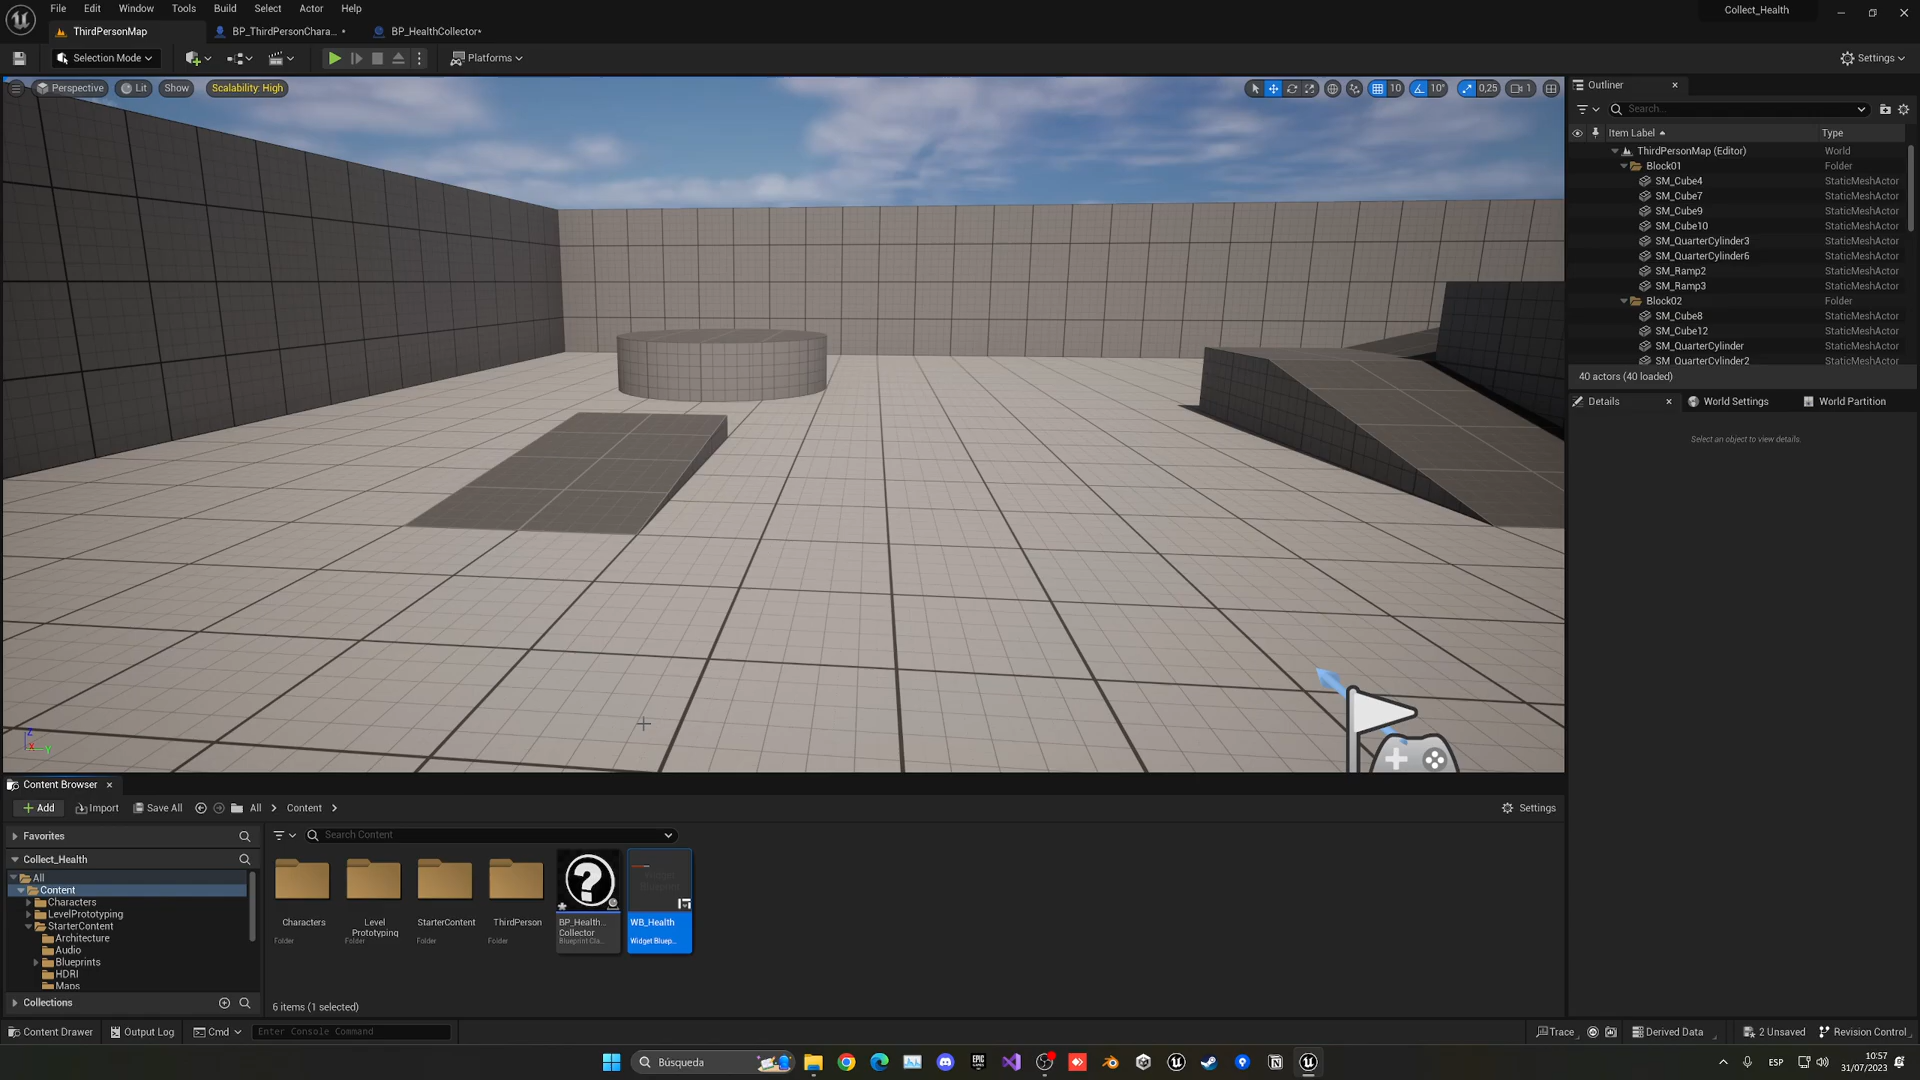 File Edit Window Tools Build Select Actor Help
Collect_Health
ThirdPersonMap
BP_ThirdPersonChara... •
BP_HealthCollector*
Selection Mode
Platforms
Settings
Perspective
Lit
Show
Scalability: High
10
10°
0,25
1
Outliner
Search...
Item Label
Type
ThirdPersonMap (Editor) World
Block01 Folder
SM_Cube4 StaticMeshActor
SM_Cube7 StaticMeshActor
SM_Cube9 StaticMeshActor
SM_Cube10 StaticMeshActor
SM_QuarterCylinder3 StaticMeshActor
SM_QuarterCylinder6 StaticMeshActor
SM_Ramp2 StaticMeshActor
SM_Ramp3 StaticMeshActor
Block02 Folder
SM_Cube8 StaticMeshActor
SM_Cube12 StaticMeshActor
SM_QuarterCylinder StaticMeshActor
SM_QuarterCylinder2 StaticMeshActor
40 actors (40 loaded)
Details
World Settings
World Partition
Select an object to view details.
Z
X
Y
Content Browser
Add
Import
Save All
All
Content
Settings
Favorites
Search Content
Collect_Health
All
Content
Characters
LevelPrototyping
StarterContent
Architecture
Audio
Blueprints
HDRI
Maps
Collections
Characters
Folder
Level
Prototyping
Folder
StarterContent
Folder
ThirdPerson
Folder
BP_Health...
Collector
Blueprint Cla...
Widget
Blueprint
WB_Health
Widget Bluep...
6 items (1 selected)
Content Drawer
Output Log
Cmd
Enter Console Command
Trace
Derived Data
2 Unsaved
Revision Control
Búsqueda
EPIC
GAMES
ESP
10:57
31/07/2023